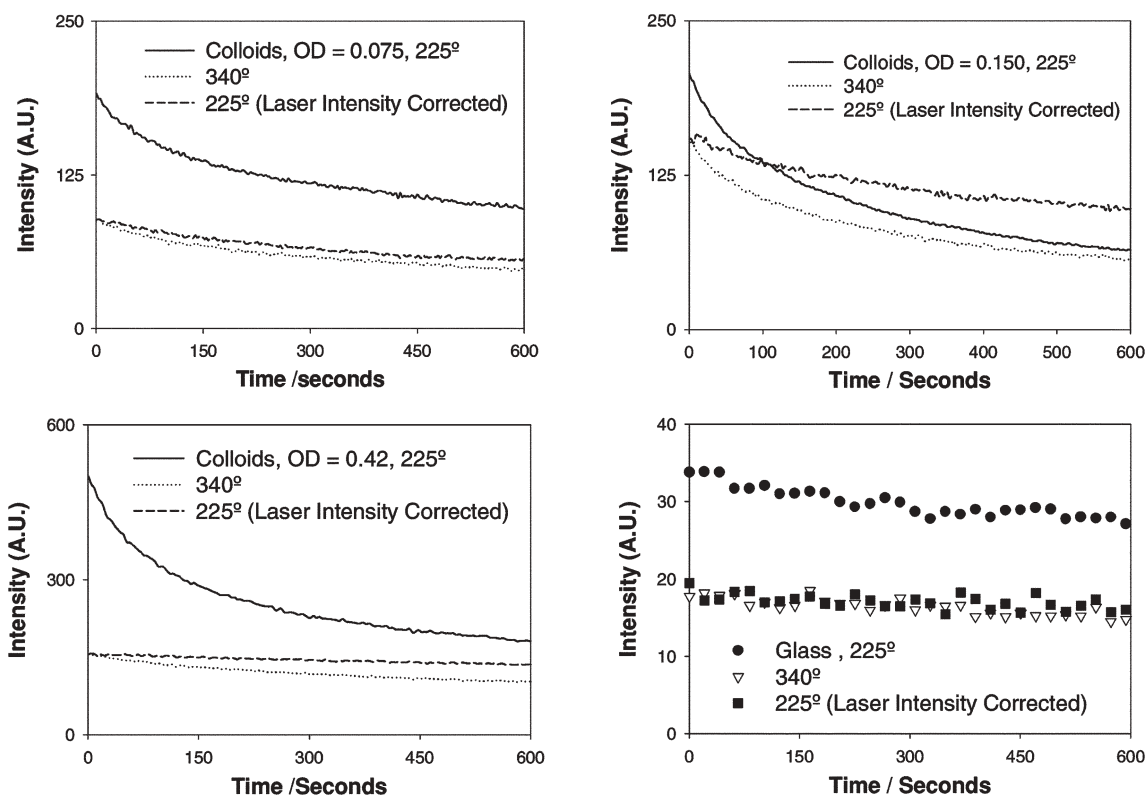 250
125
0
Intensity (A.U.)
Colloids, OD = 0.075, 225º
340º
225º (Laser Intensity Corrected)
0 150 300 450 600
Time /seconds
250
125
0
Intensity (A.U.)
Colloids, OD = 0.150, 225º
340º
225º (Laser Intensity Corrected)
0 100 200 300 400 500 600
Time / Seconds
600
300
0
Intensity (A.U.)
Colloids, OD = 0.42, 225º
340º
225º (Laser Intensity Corrected)
0 150 300 450 600
Time /Seconds
40
30
20
10
0
Intensity (A.U.)
Glass , 225º
340º
225º (Laser Intensity Corrected)
0 150 300 450 600
Time / Seconds